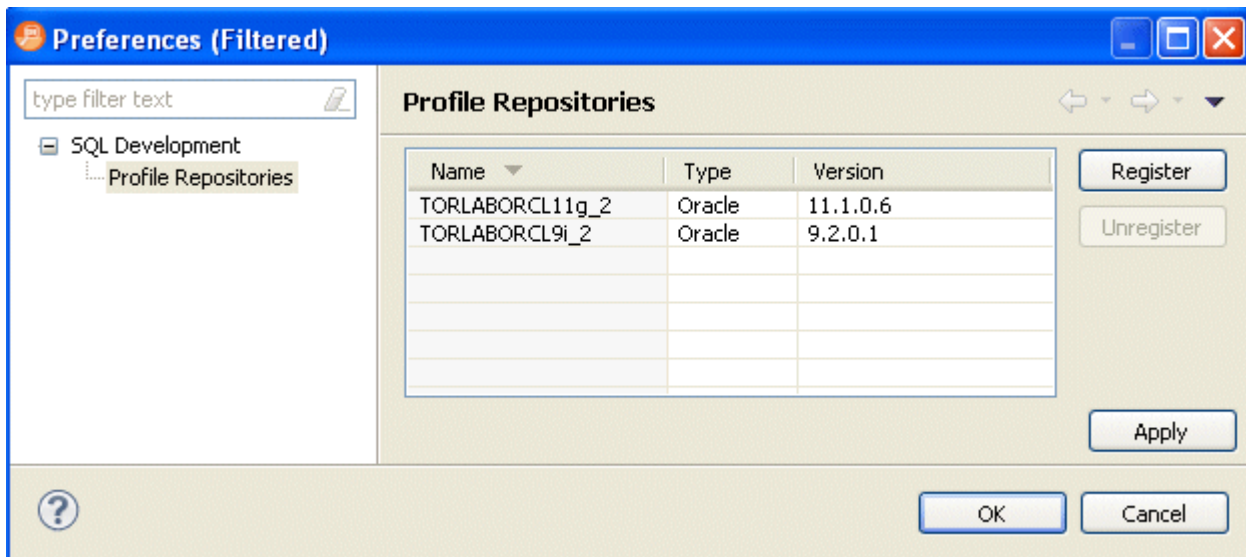 Preferences (Filtered)
type filter text
SQL Development
Profile Repositories
Profile Repositories
Name Type Version
TORLABORCL11g_2 Oracle 11.1.0.6
TORLABORCL9i_2 Oracle 9.2.0.1
Register
Unregister
Apply
?
OK Cancel